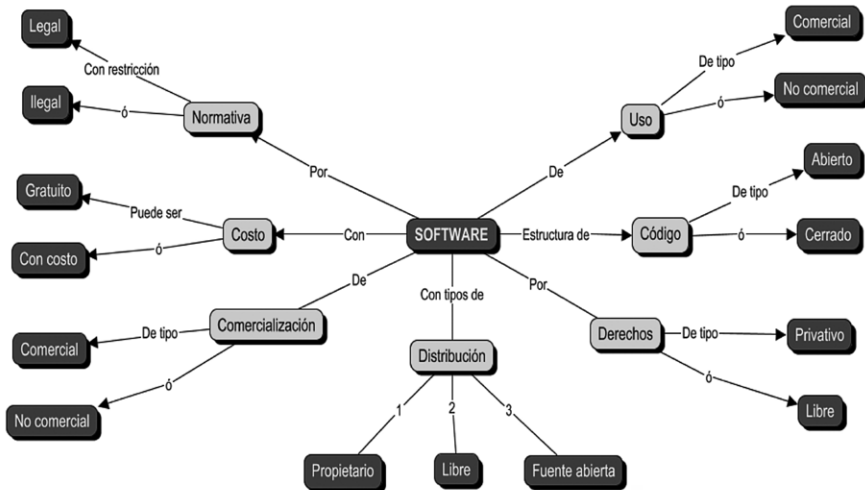 Legal
Con restricción
Ilegal
ó
Normativa
Por
Gratuito
Puede ser
Costo
Con
Con costo
ó
SOFTWARE
De
Comercialización
De tipo
Comercial
ó
No comercial
Con tipos de
Distribución
1
2
3
Propietario
Libre
Fuente abierta
Comercial
De tipo
No comercial
ó
Uso
De
Abierto
De tipo
Estructura de
Código
ó
Cerrado
Por
Derechos
De tipo
Privativo
ó
Libre